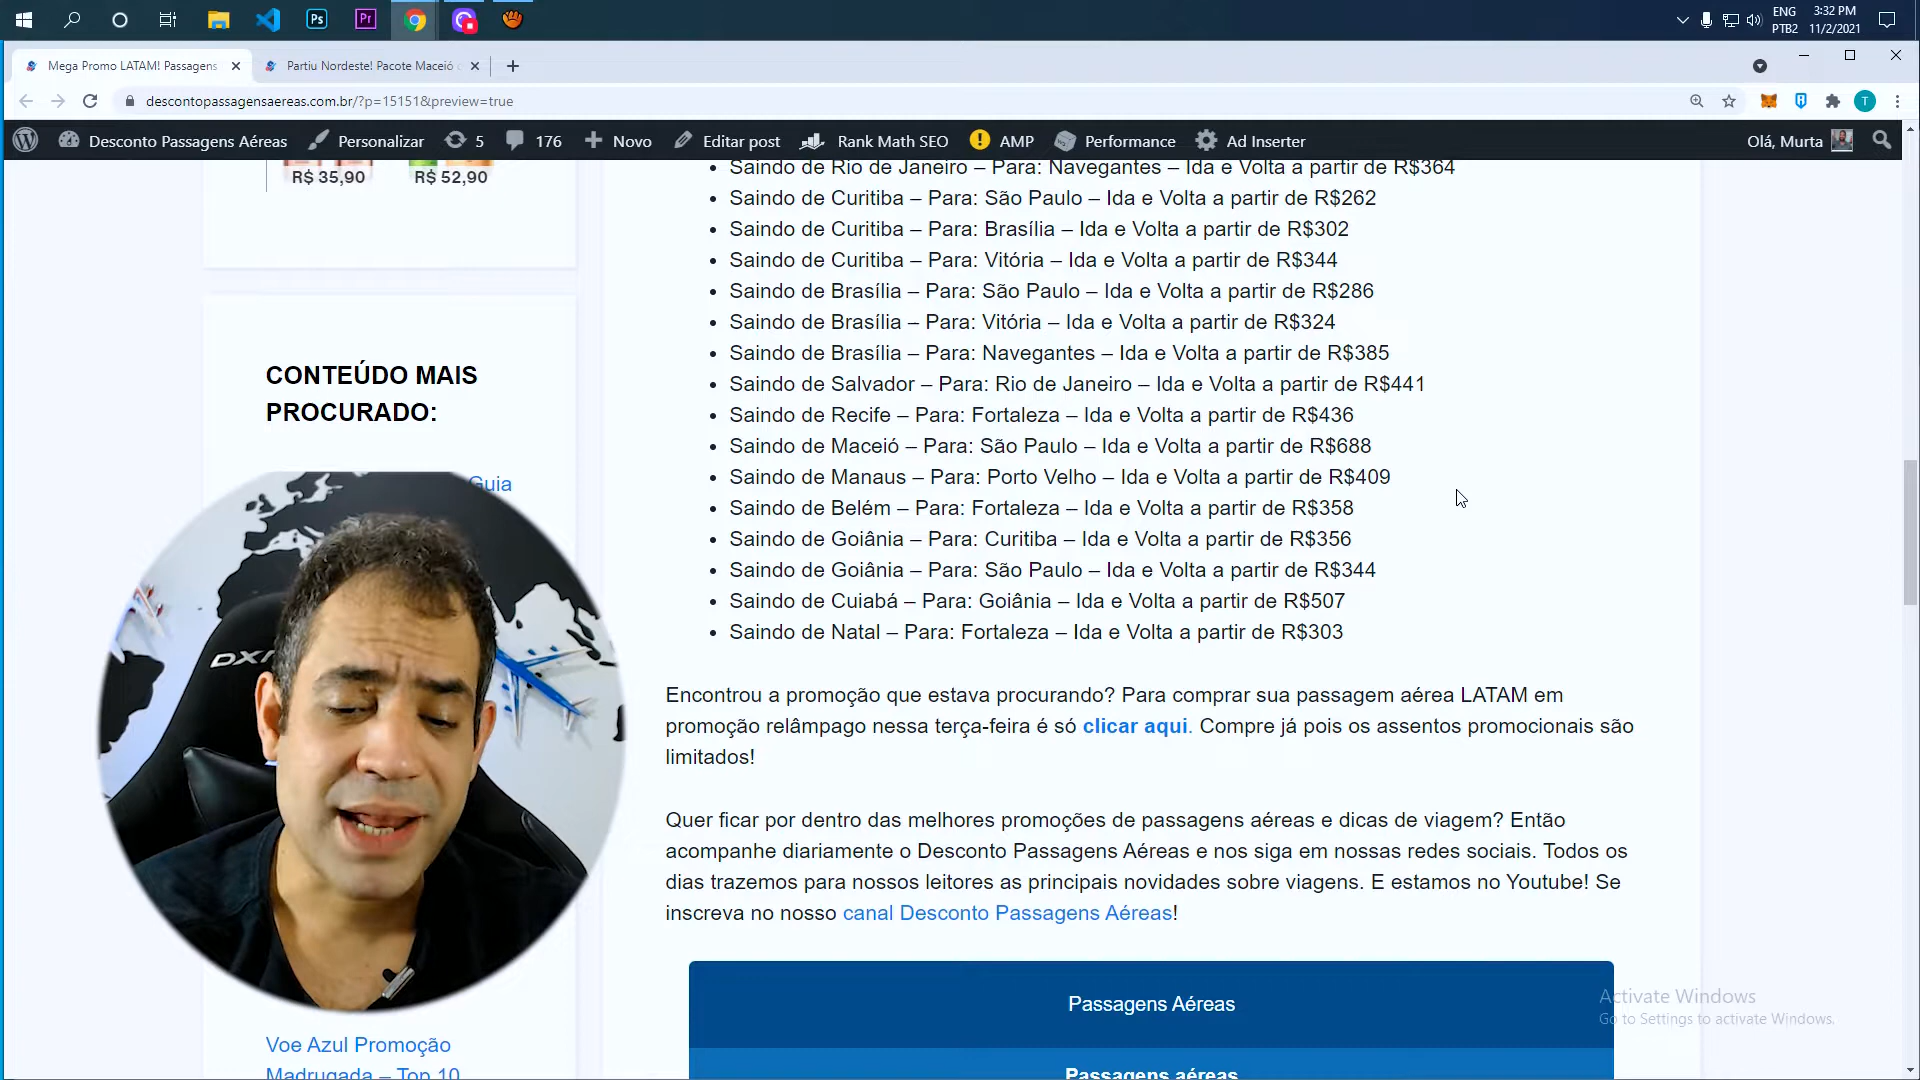 Ps
Pr
ENG
PTB2
3:32 PM
11/2/2021
Mega Promo LATAM! Passagens
Partiu Nordeste! Pacote Maceió
descontopassagensaereas.com.br/?p=15151&preview=true
T
Desconto Passagens Aéreas
Personalizar
5
176
Novo
Editar post
Rank Math SEO
AMP
Performance
Ad Inserter
Olá, Murta
R$ 35,90
R$ 52,90
CONTEÚDO MAIS
PROCURADO:
Guia
DX
Voe Azul Promoção
Madrugada – Top 10
Saindo de Rio de Janeiro – Para: Navegantes – Ida e Volta a partir de R$364
Saindo de Curitiba – Para: São Paulo – Ida e Volta a partir de R$262
Saindo de Curitiba – Para: Brasília – Ida e Volta a partir de R$302
Saindo de Curitiba – Para: Vitória – Ida e Volta a partir de R$344
Saindo de Brasília – Para: São Paulo – Ida e Volta a partir de R$286
Saindo de Brasília – Para: Vitória – Ida e Volta a partir de R$324
Saindo de Brasília – Para: Navegantes – Ida e Volta a partir de R$385
Saindo de Salvador – Para: Rio de Janeiro – Ida e Volta a partir de R$441
Saindo de Recife – Para: Fortaleza – Ida e Volta a partir de R$436
Saindo de Maceió – Para: São Paulo – Ida e Volta a partir de R$688
Saindo de Manaus – Para: Porto Velho – Ida e Volta a partir de R$409
Saindo de Belém – Para: Fortaleza – Ida e Volta a partir de R$358
Saindo de Goiânia – Para: Curitiba – Ida e Volta a partir de R$356
Saindo de Goiânia – Para: São Paulo – Ida e Volta a partir de R$344
Saindo de Cuiabá – Para: Goiânia – Ida e Volta a partir de R$507
Saindo de Natal – Para: Fortaleza – Ida e Volta a partir de R$303
Encontrou a promoção que estava procurando? Para comprar sua passagem aérea LATAM em
promoção relâmpago nessa terça-feira é só clicar aqui. Compre já pois os assentos promocionais são
limitados!
Quer ficar por dentro das melhores promoções de passagens aéreas e dicas de viagem? Então
acompanhe diariamente o Desconto Passagens Aéreas e nos siga em nossas redes sociais. Todos os
dias trazemos para nossos leitores as principais novidades sobre viagens. E estamos no Youtube! Se
inscreva no nosso canal Desconto Passagens Aéreas!
Passagens Aéreas
Passagens aéreas
Activate Windows
Go to Settings to activate Windows.